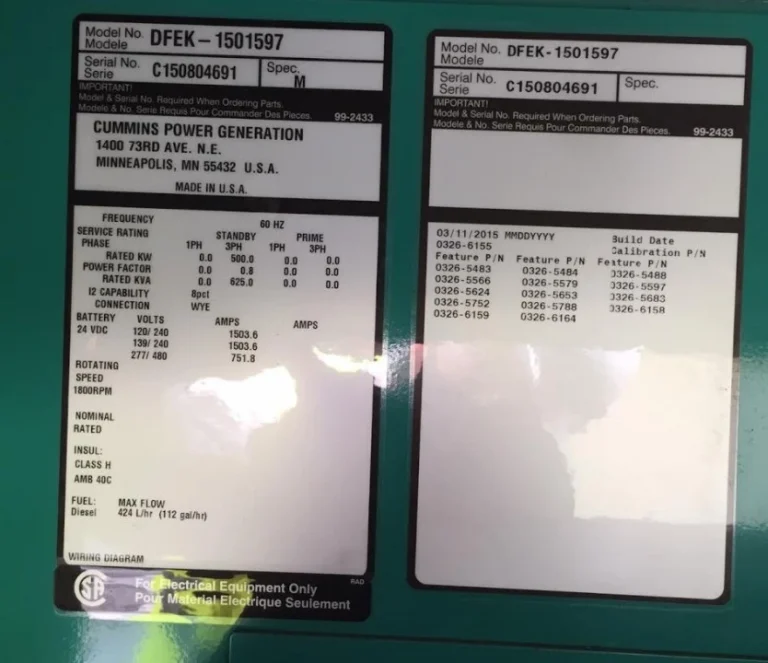 Model No. DFEK-1501597
Modele
Serial No. C150804691 Spec.
Serie M
IMPORTANT!
Model & Serial No. Required When Ordering Parts.
Modele & No. Serie Requis Pour Commander Des Pieces. 99-2433
CUMMINS POWER GENERATION
1400 73RD AVE. N.E.
MINNEAPOLIS, MN 55432 U.S.A.
MADE IN U.S.A.
FREQUENCY 60 HZ
SERVICE RATING STANDBY PRIME
PHASE 1PH 3PH 1PH 3PH
RATED KW 0.0 500.0 0.0 0.0
POWER FACTOR 0.0 0.8 0.0 0.0
RATED KVA 0.0 625.0 0.0 0.0
I2 CAPABILITY 8pct
CONNECTION WYE
BATTERY VOLTS AMPS AMPS
24 VDC 120/ 240 1503.6
139/ 240 1503.6
277/ 480 751.8
ROTATING
SPEED
1800RPM
NOMINAL
RATED
INSUL:
CLASS H
AMB 40C
FUEL: MAX FLOW
Diesel 424 L/hr (112 gal/hr)
WIRING DIAGRAM
SA
For Electrical Equipment Only RAD
Pour Material Electrique Seulement
Model No. DFEK-1501597
Modele
Serial No. C150804691 Spec.
Serie
IMPORTANT!
Model & Serial No. Required When Ordering Parts.
Modele & No. Serie Requis Pour Commander Des Pieces. 99-2433
03/11/2015 MMDDYYYY Build Date
0326-6155 Calibration P/N
Feature P/N Feature P/N Feature P/N
0326-5483 0326-5484 0326-5488
0326-5566 0326-5579 0326-5597
0326-5624 0326-5653 0326-5683
0326-5752 0326-5788 0326-6158
0326-6159 0326-6164